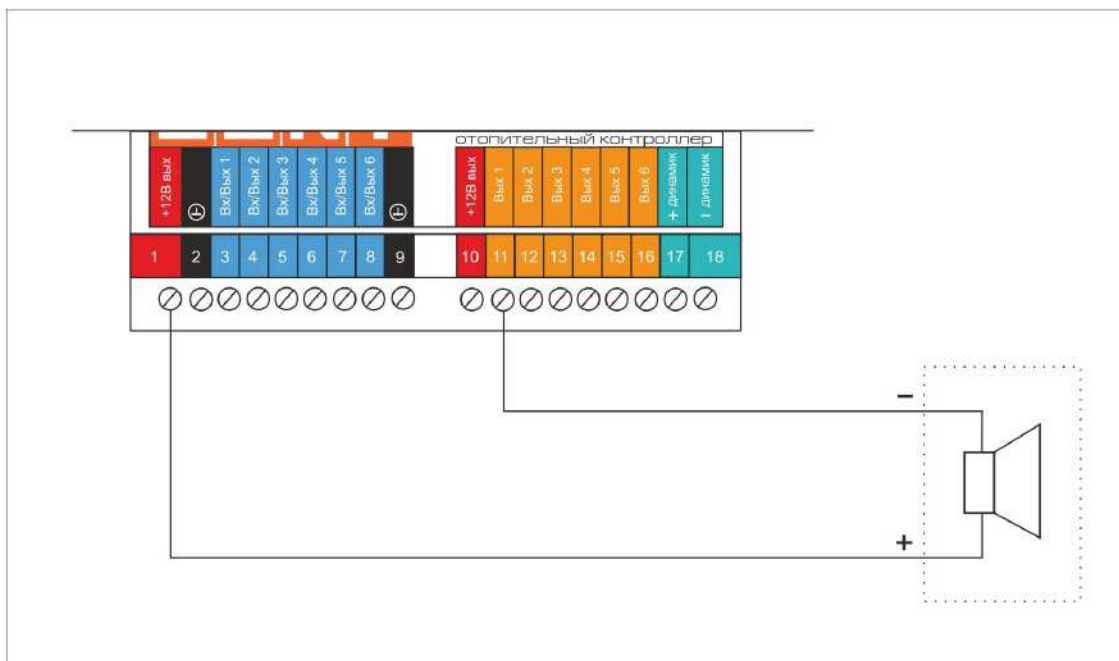 отопительный контроллер
+12В вых Вх/Вых 1 Вх/Вых 2 Вх/Вых 3 Вх/Вых 4 Вх/Вых 5 Вх/Вых 6 +12В вых Вых 1 Вых 2 Вых 3 Вых 4 Вых 5 Вых 6 + динамик – динамик
1 2 3 4 5 6 7 8 9 10 11 12 13 14 15 16 17 18
–
+